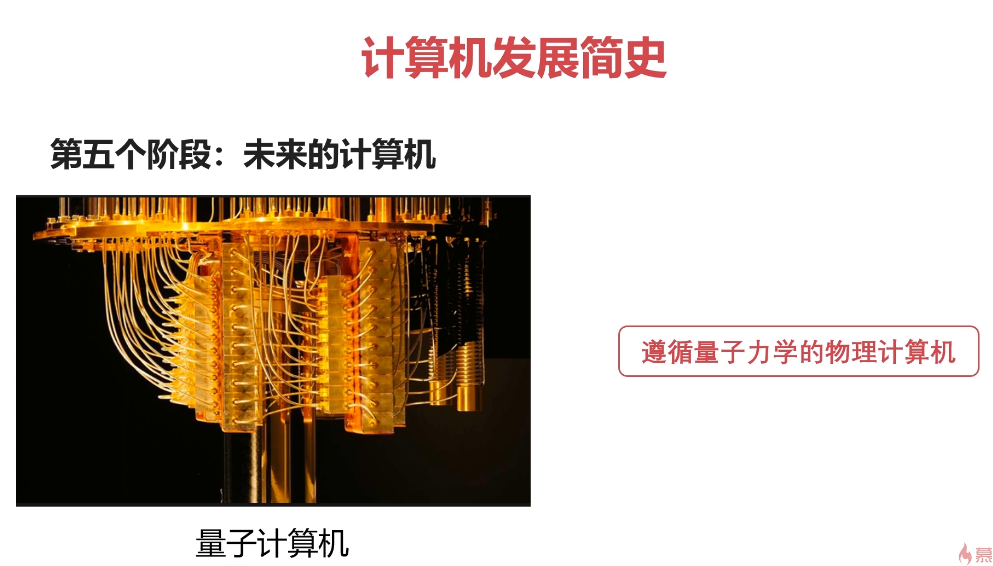 计算机发展简史
第五个阶段：未来的计算机
遵循量子力学的物理计算机
量子计算机
慕